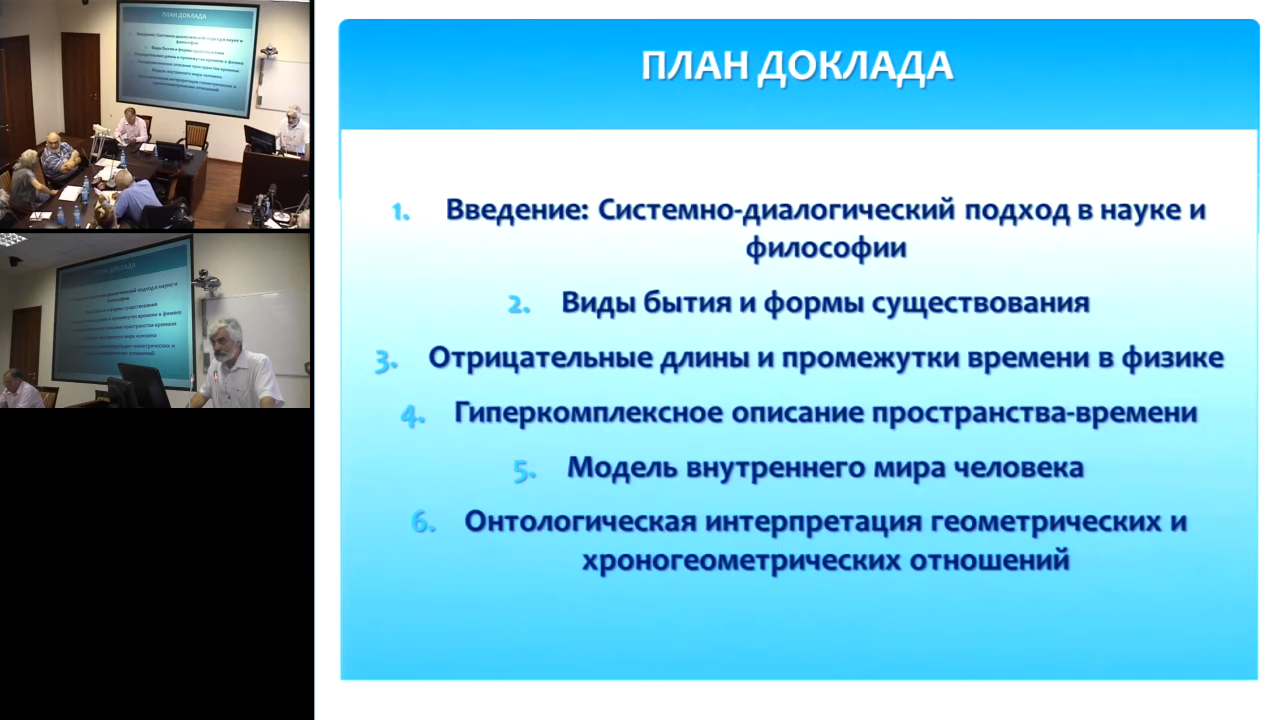 ПЛАН ДОКЛАДА
1. Введение: Системно-диалогический подход в науке и
философии
2. Виды бытия и формы существования
3. Отрицательные длины и промежутки времени в физике
4. Гиперкомплексное описание пространства-времени
5. Модель внутреннего мира человека
6. Онтологическая интерпретация геометрических и
хроногеометрических отношений